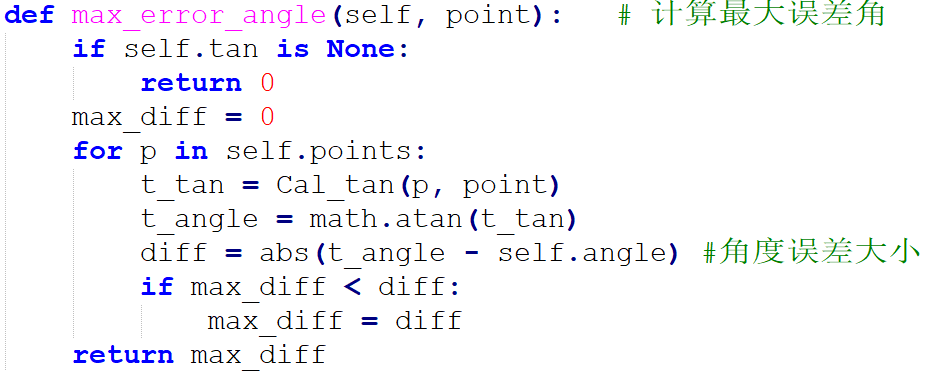 def max_error_angle(self, point):   # 计算最大误差角
    if self.tan is None:
        return 0
    max_diff = 0
    for p in self.points:
        t_tan = Cal_tan(p, point)
        t_angle = math.atan(t_tan)
        diff = abs(t_angle - self.angle) #角度误差大小
        if max_diff < diff:
            max_diff = diff
    return max_diff